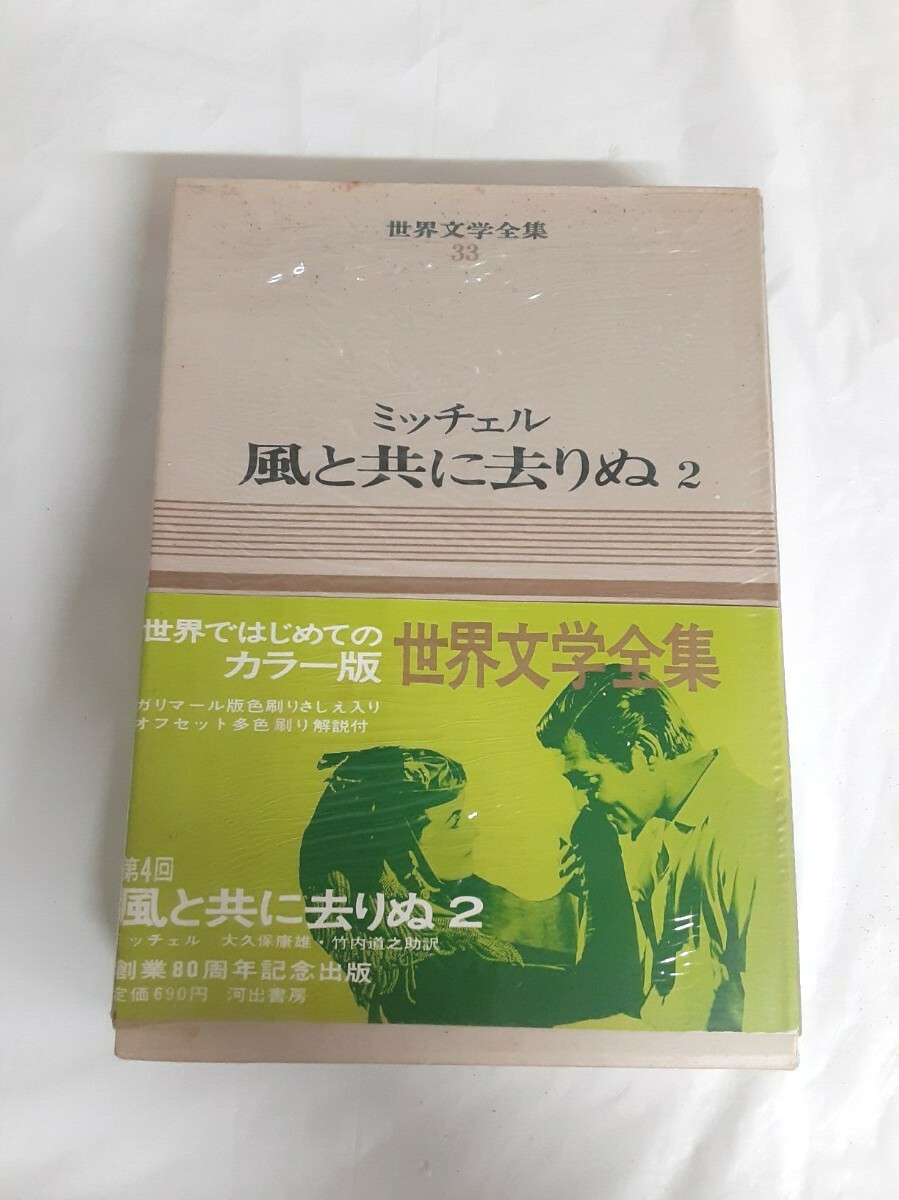 世界文学全集
33
ミッチェル
風と共に去りぬ 2
世界ではじめての
カラー版
世界文学全集
ガリマール版色刷りさしえ入り
オフセット多色刷り解説付
第4回
風と共に去りぬ 2
ミッチェル 大久保康雄・竹内道之助訳
創業80周年記念出版
定価690円 河出書房